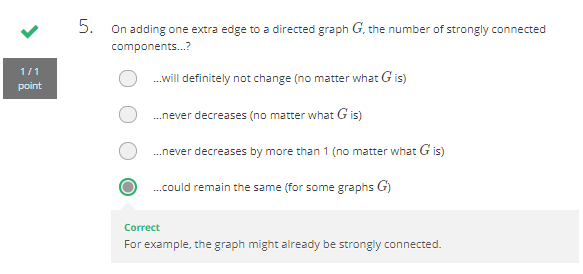 5. On adding one extra edge to a directed graph G, the number of strongly connected
components...?
1 / 1
point
...will definitely not change (no matter what G is)
...never decreases (no matter what G is)
...never decreases by more than 1 (no matter what G is)
...could remain the same (for some graphs G)
Correct
For example, the graph might already be strongly connected.